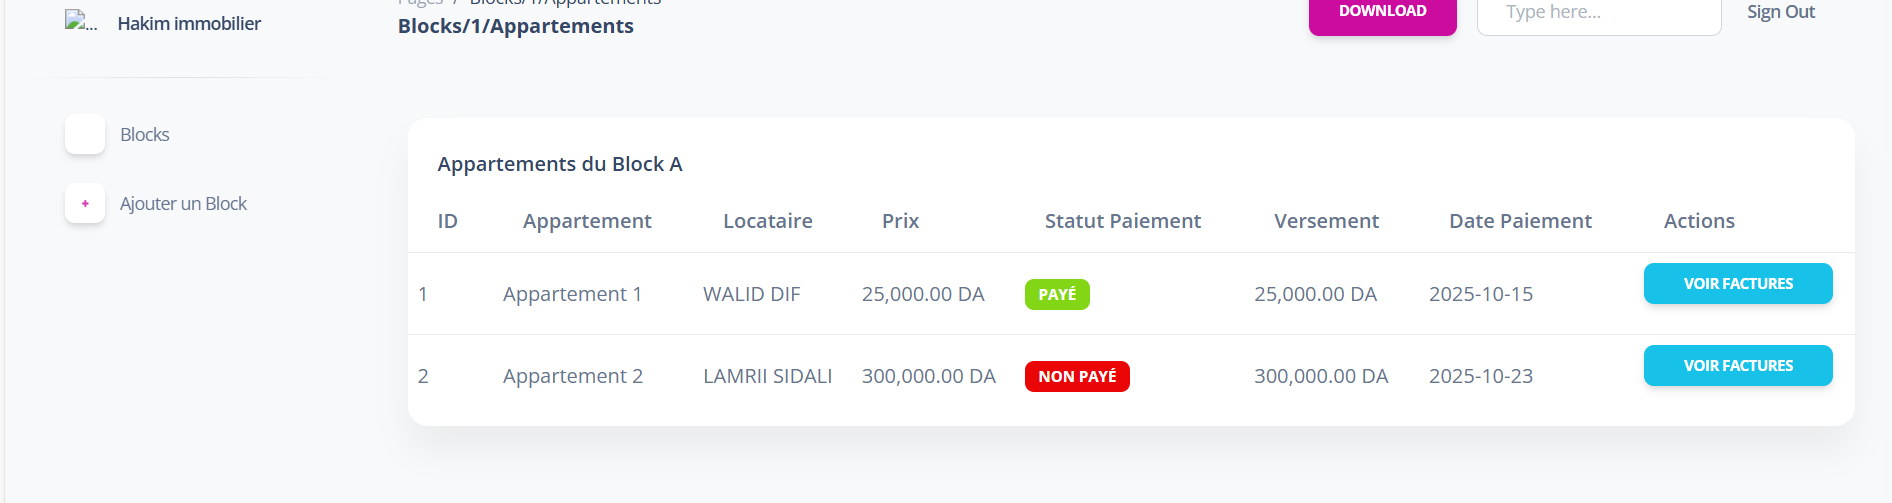 Pages / Blocks/1/Appartements
Hakim immobilier
Blocks/1/Appartements
DOWNLOAD
Type here...
Sign Out
Blocks
+ Ajouter un Block
Appartements du Block A
ID Appartement Locataire Prix Statut Paiement Versement Date Paiement Actions
1 Appartement 1 WALID DIF 25,000.00 DA PAYÉ 25,000.00 DA 2025-10-15 VOIR FACTURES
2 Appartement 2 LAMRII SIDALI 300,000.00 DA NON PAYÉ 300,000.00 DA 2025-10-23 VOIR FACTURES